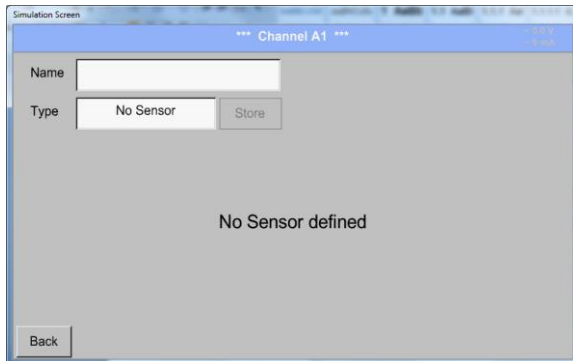 Simulation Screen
*** Channel A1 ***
Name
Type No Sensor Store
No Sensor defined
Back